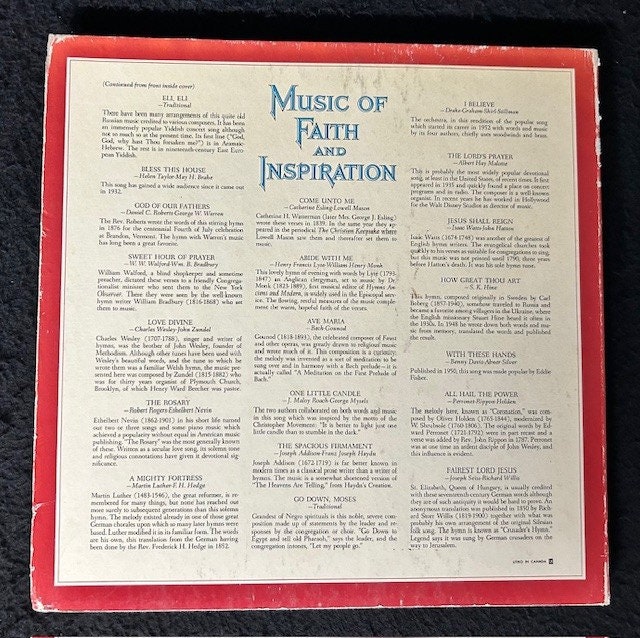 (Continued from front inside cover)
ELI, ELI
—Traditional
There have been many arrangements of this quite old
Russian music credited to various composers. It has been
an immensely popular Yiddish concert song although
not so much so at the present time. Its first line ("God,
God, why hast Thou forsaken me?") is in Aramaic-
Hebrew. The rest is in nineteenth-century East Euro-
pean Yiddish.
BLESS THIS HOUSE
—Helen Taylor-May H. Brahe
This song has gained a wide audience since it came out
in 1932.
GOD OF OUR FATHERS
—Daniel C. Roberts-George W. Warren
The Rev. Roberts wrote the words of this stirring hymn
in 1876 for the centennial Fourth of July celebration
at Brandon, Vermont. The hymn with Warren's music
has long been a great favorite.
SWEET HOUR OF PRAYER
—W. W. Walford-Wm. B. Bradbury
William Walford, a blind shopkeeper and sometime
preacher, dictated these verses to a friendly Congrega-
tionalist minister who sent them to the New York
Observer. There they were seen by the well-known
hymn writer William Bradbury (1816-1868) who set
them to music.
LOVE DIVINE
—Charles Wesley-John Zundel
Charles Wesley (1707-1788), singer and writer of
hymns, was the brother of John Wesley, founder of
Methodism. Although other tunes have been used with
Wesley's beautiful words, and the tune to which he
wrote them was a familiar Welsh hymn, the music pre-
sented here was composed by Zundel (1815-1882) who
was for thirty years organist of Plymouth Church,
Brooklyn, of which Henry Ward Beecher was pastor.
THE ROSARY
—Robert Rogers-Ethelbert Nevin
Ethelbert Nevin (1862-1901) in his short life turned
out two or three songs and some piano music which
achieved a popularity without equal in American music
publishing. "The Rosary" was the most generally known
of these. Written as a secular love song, its solemn tone
and religious connotations have given it devotional sig-
nificance.
A MIGHTY FORTRESS
—Martin Luther-F. H. Hedge
Martin Luther (1483-1546), the great reformer, is re-
membered for many things, but none has reached out
more surely to subsequent generations than this solemn
hymn. The melody existed already in one of those great
German chorales upon which so many later hymns were
based. Luther modified it in its familiar form. The words
are his own, this translation from the German having
been done by the Rev. Frederick H. Hedge in 1852.
MUSIC OF
FAITH
AND
INSPIRATION
COME UNTO ME
—Catharine Esling-Lowell Mason
Catharine H. Watterman (later Mrs. George J. Esling)
wrote these verses in 1839. In the same year they ap-
peared in the periodical The Christian Keepsake where
Lowell Mason saw them and thereafter set them to
music.
ABIDE WITH ME
—Henry Francis Lyte-William Henry Monk
This lovely hymn of evening with words by Lyte (1793-
1847) an Anglican clergyman, set to music by Dr.
Monk (1823-1889), first musical editor of Hymns An-
cient and Modern, is widely used in the Episcopal serv-
ice. The flowing, restful measures of the music comple-
ment the warm, hopeful faith of the verses.
AVE MARIA
—Bach-Gounod
Gounod (1818-1893), the celebrated composer of Faust
and other operas, was greatly drawn to religious music
and wrote much of it. This composition is a curiosity;
the melody was invented as a sort of meditation to be
sung over and in harmony with a Bach prelude—it is
actually called "A Meditation on the First Prelude of
Bach."
ONE LITTLE CANDLE
—J. Maloy Roach-George Mysels
The two authors collaborated on both words and music
in this song which was inspired by the motto of the
Christopher Movement: "It is better to light just one
little candle than to stumble in the dark."
THE SPACIOUS FIRMAMENT
—Joseph Addison-Franz Joseph Haydn
Joseph Addison (1672-1719) is far better known in
modern times as a classical prose writer than a writer of
hymns. The music is a somewhat shortened version of
"The Heavens Are Telling," from Haydn's Creation.
GO DOWN, MOSES
—Traditional
Grandest of Negro spirituals is this noble, severe com-
position made up of statements by the leader and re-
sponses by the congregation or choir. "Go Down to
Egypt and tell old Pharaoh," says the leader, and the
congregation intones, "Let my people go."
I BELIEVE
—Drake-Graham-Shirl-Stillman
The orchestra, in this rendition of the popular song
which started its career in 1952 with words and music
by its four authors, chiefly uses woodwinds and brass.
THE LORD'S PRAYER
—Albert Hay Malotte
This is probably the most widely popular devotional
song, at least in the United States, of recent times. It first
appeared in 1935 and quickly found a place on concert
programs and in radio. The composer is a well-known
organist. In recent years he has worked in Hollywood
for the Walt Disney studios as director of music.
JESUS SHALL REIGN
—Isaac Watts-John Hatton
Isaac Watts (1674-1748) was another of the greatest of
English hymn writers. The evangelical churches took
quickly to his verses as suitable for congregations to sing,
but this music was not printed until 1790, three years
before Hatton's death. It was his sole hymn tune.
HOW GREAT THOU ART
—S. K. Hine
This hymn, composed originally in Sweden by Carl
Boberg (1857-1940), somehow traveled to Russia and
became a favorite among villagers in the Ukraine, where
the English missionary Stuart Hine heard it often in
the 1930s. In 1948 he wrote down both words and mu-
sic from memory, translated the words and published
the result.
WITH THESE HANDS
—Benny Davis-Abner Silver
Published in 1950, this song was made popular by Eddie
Fisher.
ALL HAIL THE POWER
—Perronet-Rippon-Holden
The melody here, known as "Coronation," was com-
posed by Oliver Holden (1765-1844), modernized by
W. Shrubsole (1760-1806). The original words by Ed-
ward Perronet (1721-1792) were in part recast and a
verse was added by Rev. John Rippon in 1787. Perronet
was at one time an ardent disciple of John Wesley, and
this influence is evident.
FAIREST LORD JESUS
—Joseph Seiss-Richard Willis
St. Elizabeth, Queen of Hungary, is usually credited
with these seventeenth-century German words although
they are of such antiquity it would be hard to prove. An
anonymous translation was published in 1850 by Rich-
ard Storr Willis (1819-1900) together with what was
probably his own arrangement of the original Silesian
folk song. The hymn is known as "Crusader's Hymn."
Legend says it was sung by German crusaders on the
way to Jerusalem.
LITHO IN CANADA